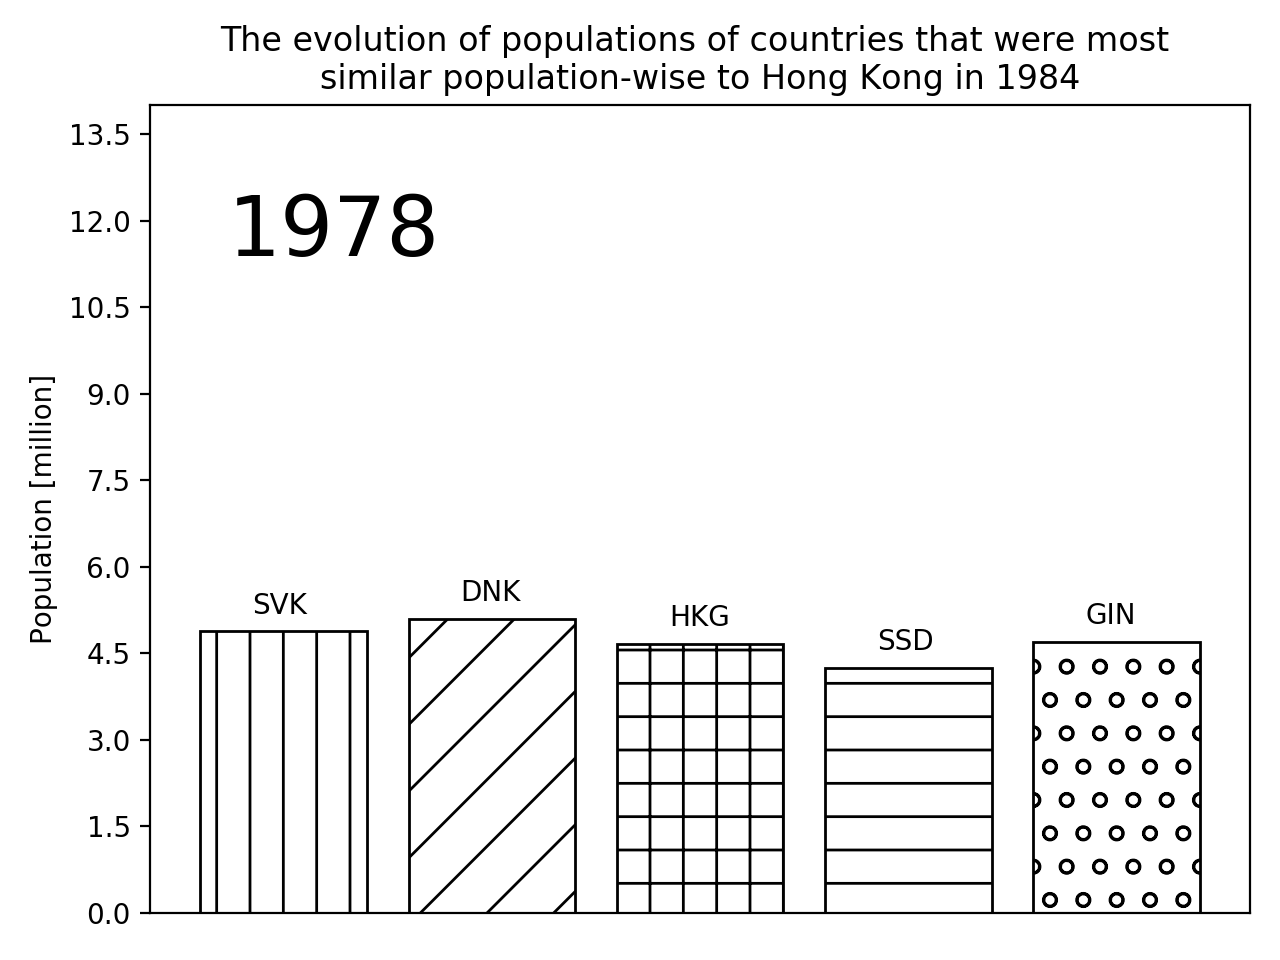 The evolution of populations of countries that were most
similar population-wise to Hong Kong in 1984
13.5
12.0
10.5
9.0
7.5
6.0
4.5
3.0
1.5
0.0
Population [million]
1978
SVK
DNK
HKG
SSD
GIN